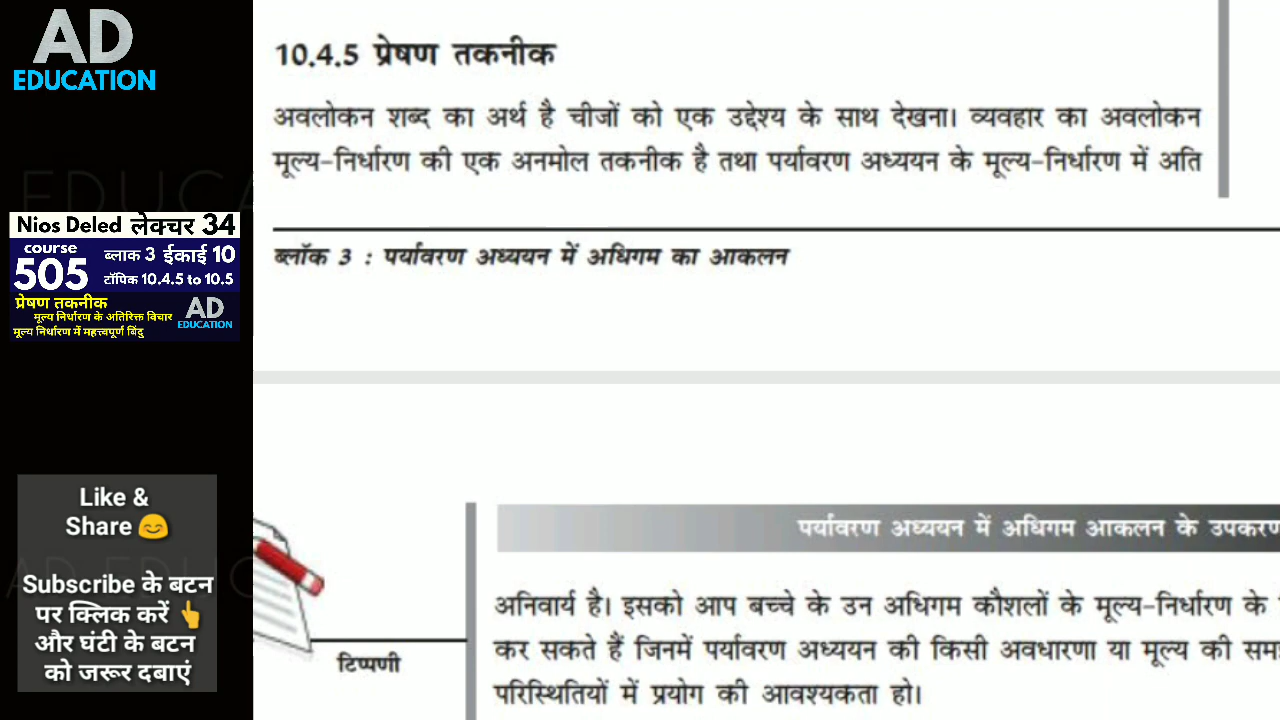 AD
EDUCATION
Nios Deled लेक्चर 34
course
505
ब्लाक 3 ईकाई 10
टॉपिक 10.4.5 to 10.5
प्रेषण तकनीक
मूल्य निर्धारण के अतिरिक्त विचार
मूल्य निर्धारण में महत्त्वपूर्ण बिंदु
AD
EDUCATION
Like &
Share 😊
Subscribe के बटन
पर क्लिक करें 👆
और घंटी के बटन
को जरूर दबाएं
10.4.5 प्रेषण तकनीक
अवलोकन शब्द का अर्थ है चीजों को एक उद्देश्य के साथ देखना। व्यवहार का अवलोकन
मूल्य-निर्धारण की एक अनमोल तकनीक है तथा पर्यावरण अध्ययन के मूल्य-निर्धारण में अति
ब्लॉक 3 : पर्यावरण अध्ययन में अधिगम का आकलन
पर्यावरण अध्ययन में अधिगम आकलन के उपकरण
टिप्पणी
अनिवार्य है। इसको आप बच्चे के उन अधिगम कौशलों के मूल्य-निर्धारण के
कर सकते हैं जिनमें पर्यावरण अध्ययन की किसी अवधारणा या मूल्य की
परिस्थितियों में प्रयोग की आवश्यकता हो।